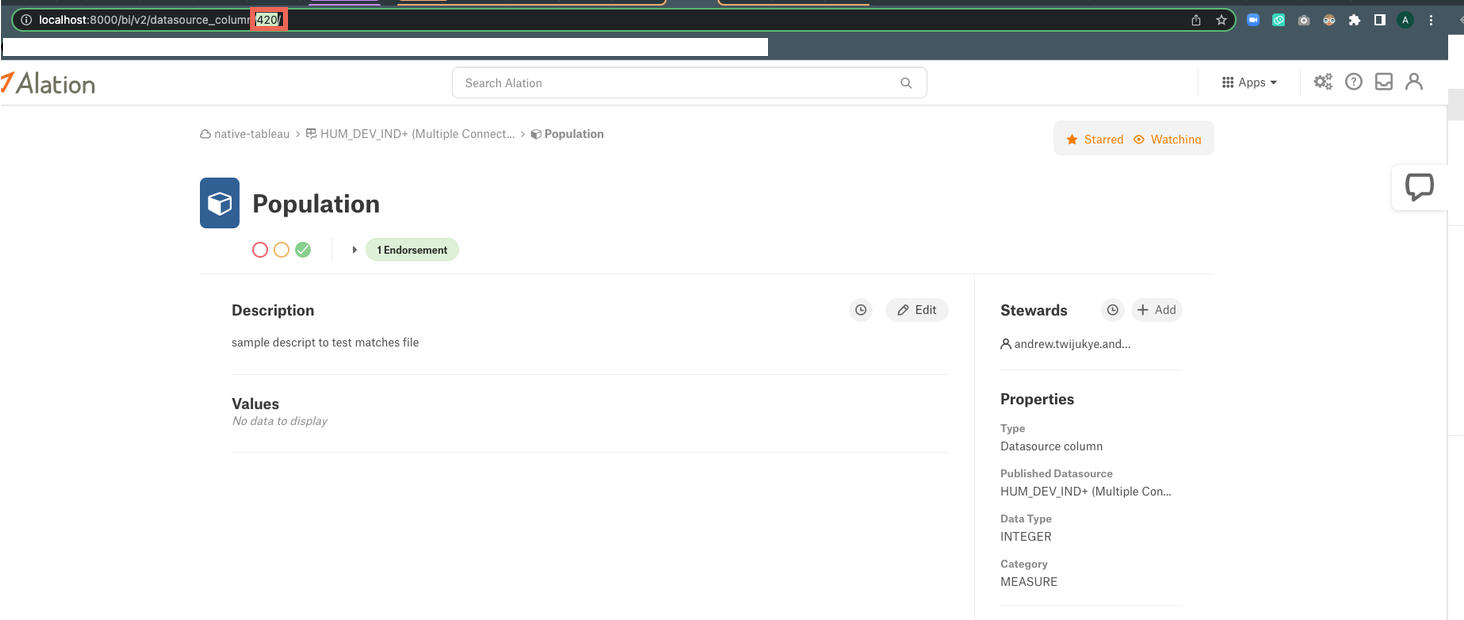 localhost:8000/bi/v2/datasource_column/420/
A
Alation
Search Alation
Apps
native-tableau > HUM_DEV_IND+ (Multiple Connect... > Population
Starred Watching
Population
1 Endorsement
Description
Edit
sample descript to test matches file
Values
No data to display
Stewards
+ Add
andrew.twijukye.and...
Properties
Type
Datasource column
Published Datasource
HUM_DEV_IND+ (Multiple Con...
Data Type
INTEGER
Category
MEASURE